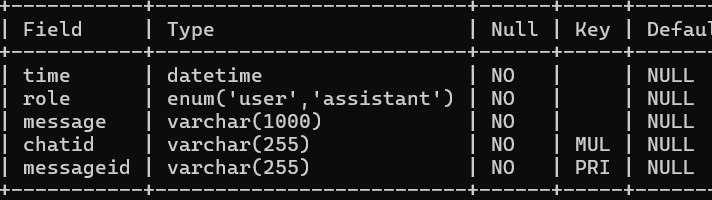 | Field | Type | Null | Key | Defaul
| time | datetime | NO | | NULL
| role | enum('user','assistant') | NO | | NULL
| message | varchar(1000) | NO | | NULL
| chatid | varchar(255) | NO | MUL | NULL
| messageid | varchar(255) | NO | PRI | NULL